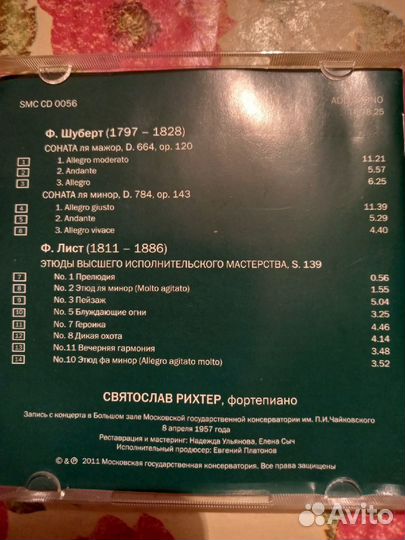 SMC CD 0056
Ф. Шуберт (1797 – 1828)
СОНАТА ля мажор, D. 664, op. 120
1 1. Allegro moderato 11.21
2 2. Andante 5.57
3 3. Allegro 6.25
СОНАТА ля минор, D. 784, op. 143
4 1. Allegro giusto 11.39
5 2. Andante 5.29
6 3. Allegro vivace 4.40
Ф. Лист (1811 – 1886)
ЭТЮДЫ ВЫСШЕГО ИСПОЛНИТЕЛЬСКОГО МАСТЕРСТВА, S. 139
7 No. 1 Прелюдия 0.56
8 No. 2 Этюд ля минор (Molto agitato) 1.55
9 No. 3 Пейзаж 5.04
10 No. 5 Блуждающие огни 3.25
11 No. 7 Героика 4.46
12 No. 8 Дикая охота 4.14
13 No.11 Вечерняя гармония 3.48
14 No.10 Этюд фа минор (Allegro agitato molto) 3.52
СВЯТОСЛАВ РИХТЕР, фортепиано
Запись с концерта в Большом зале Московской государственной консерватории им. П.И.Чайковского
8 апреля 1957 года
Реставрация и мастеринг: Надежда Ульянова, Елена Сыч
Исполнительный продюсер: Евгений Платонов
© & ℗ 2011 Московская государственная консерватория. Все права защищены
Avito